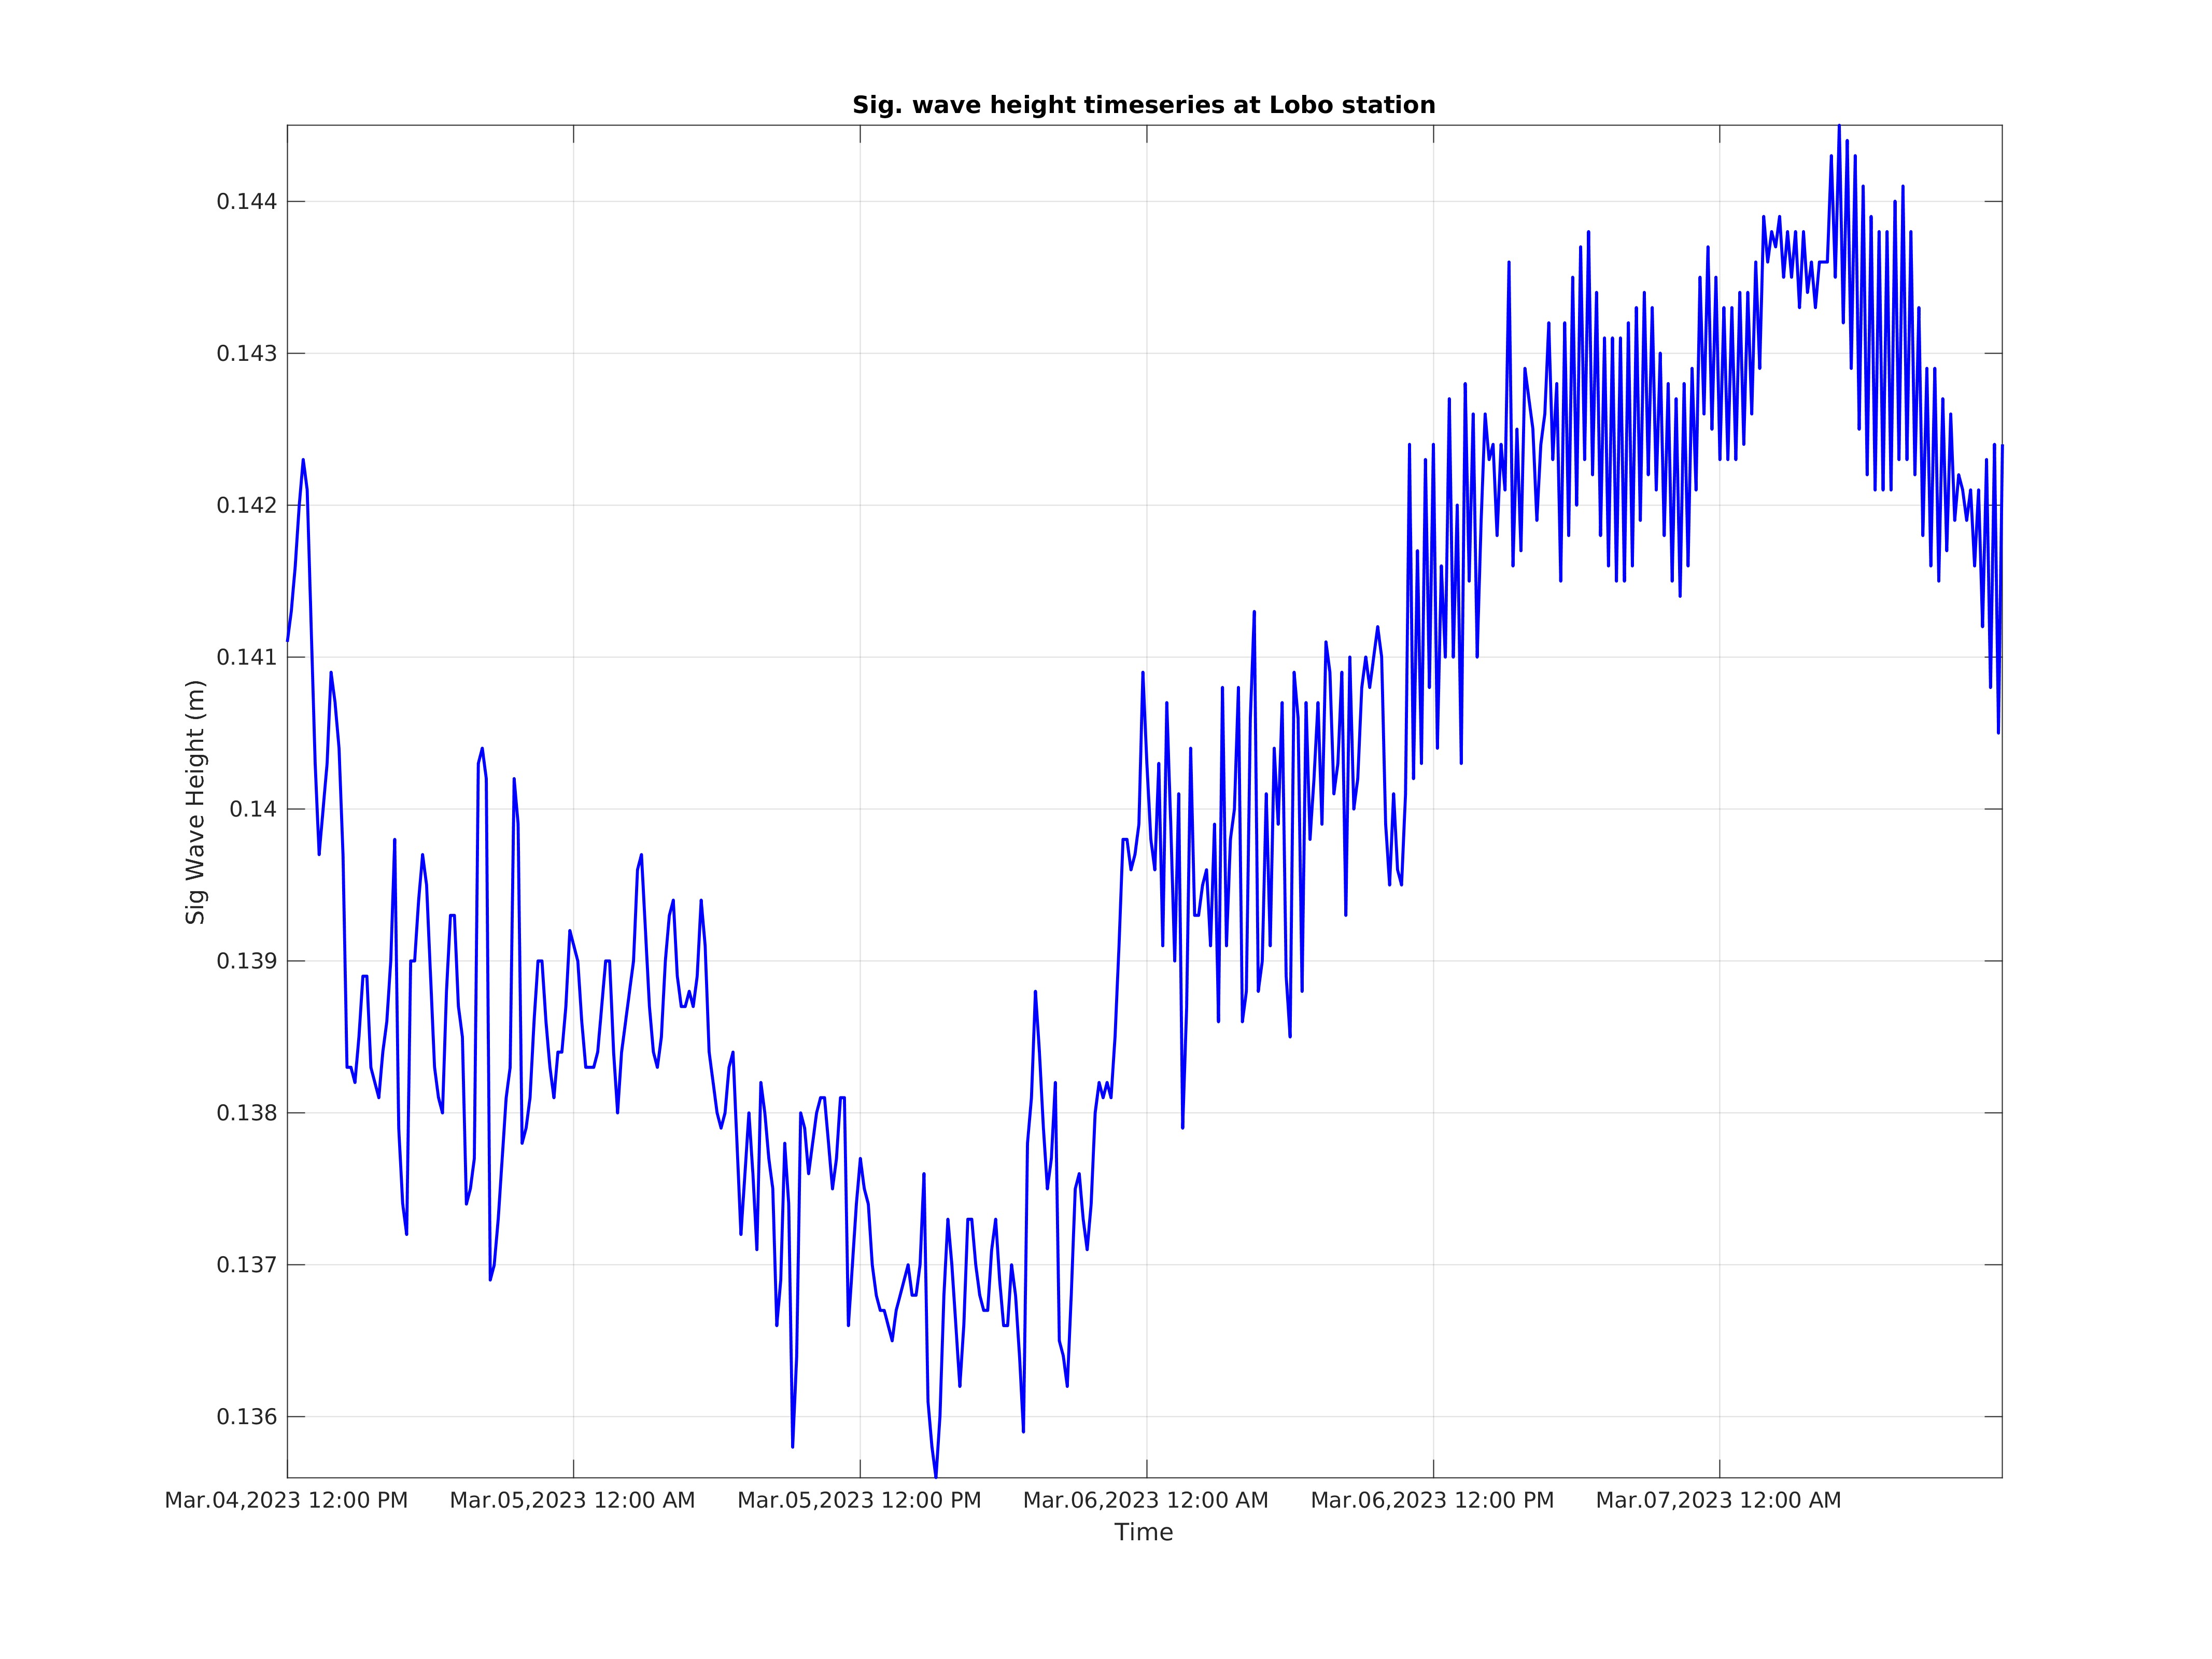 Sig. wave height timeseries at Lobo station
Sig Wave Height (m)
0.144
0.143
0.142
0.141
0.14
0.139
0.138
0.137
0.136
Mar.04,2023 12:00 PM
Mar.05,2023 12:00 AM
Mar.05,2023 12:00 PM
Mar.06,2023 12:00 AM
Mar.06,2023 12:00 PM
Mar.07,2023 12:00 AM
Time